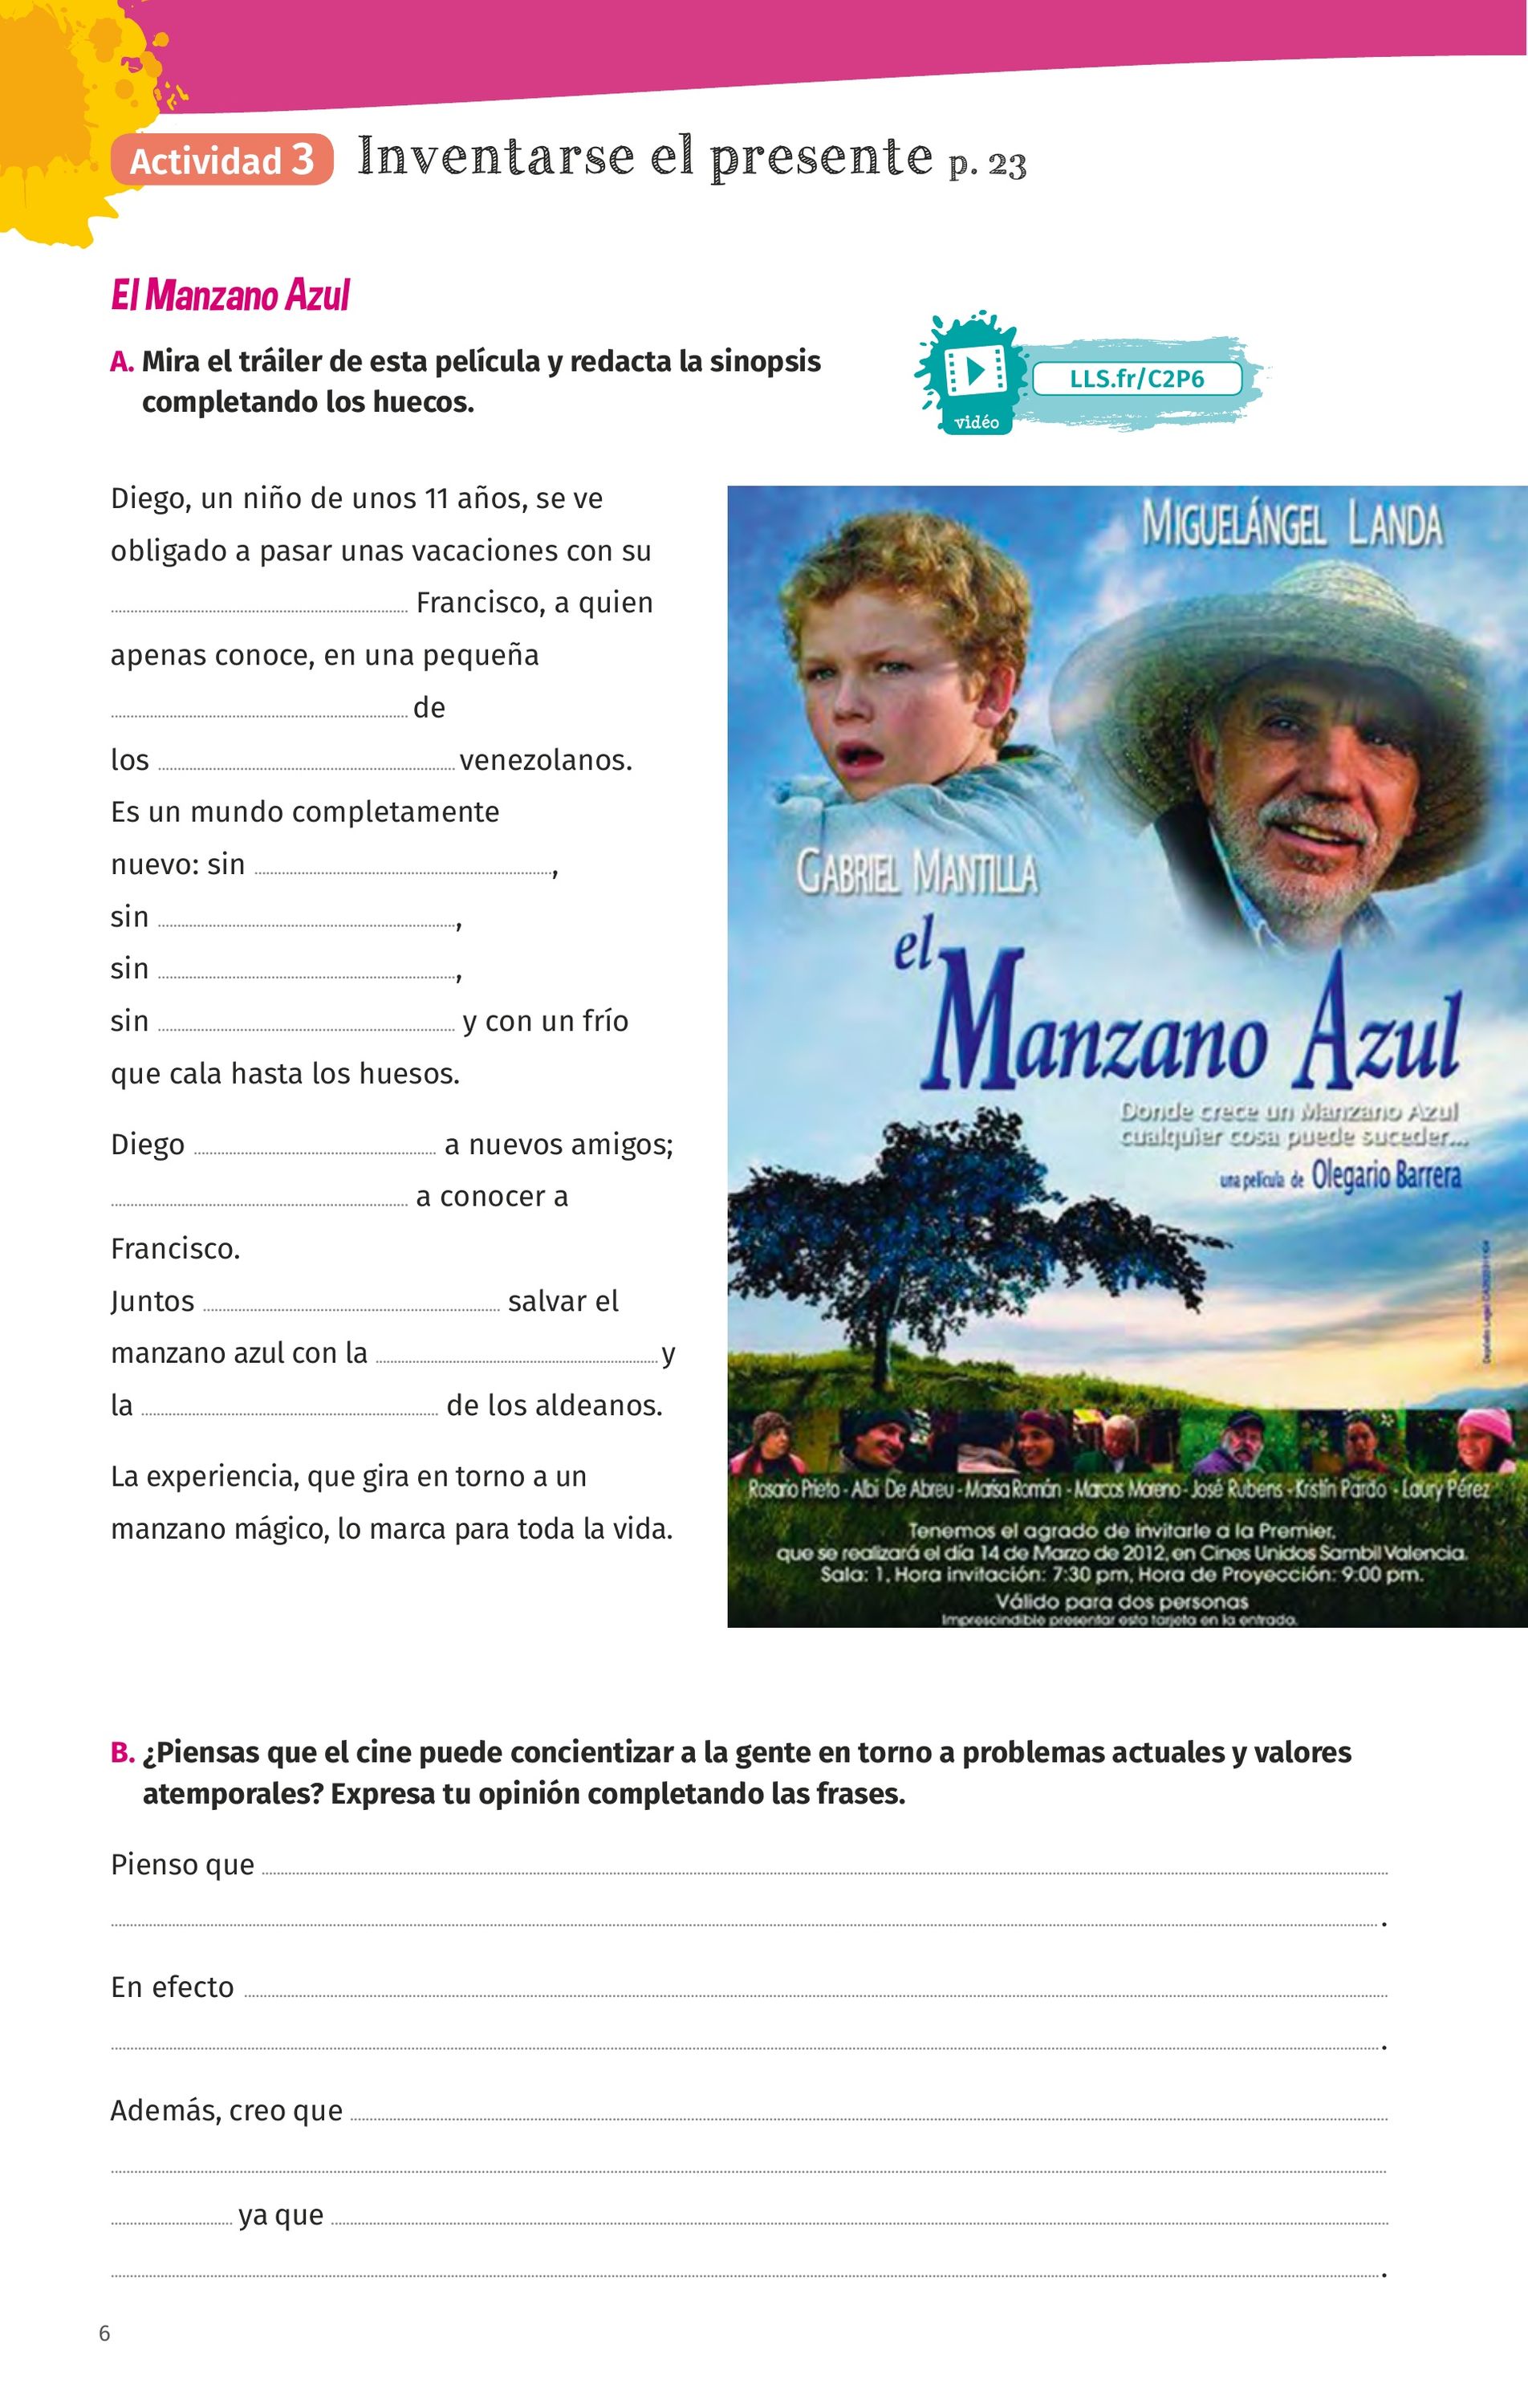 Actividad 3 Inventarse el presente p. 23
El Manzano Azul
A. Mira el tráiler de esta película y redacta la sinopsis
completando los huecos.
vidéo
LLS.fr/C2P6
Diego, un niño de unos 11 años, se ve
obligado a pasar unas vacaciones con su
Francisco, a quien
apenas conoce, en una pequeña
de
los venezolanos.
Es un mundo completamente
nuevo: sin ,
sin ,
sin ,
sin y con un frío
que cala hasta los huesos.
Diego a nuevos amigos;
a conocer a
Francisco.
Juntos salvar el
manzano azul con la y
la de los aldeanos.
La experiencia, que gira en torno a un
manzano mágico, lo marca para toda la vida.
MIGUELÁNGEL LANDA
GABRIEL MANTILLA
el
Manzano Azul
Donde crece un Manzano Azul
cualquier cosa puede suceder...
una película de Olegario Barrera
Rosario Prieto - Albi De Abreu - Marisa Román - Marcos Moreno - José Rubens - Kristín Pardo - Laury Pérez
Tenemos el agrado de invitarle a la Premier,
que se realizará el día 14 de Marzo de 2012, en Cines Unidos Sambil Valencia.
Sala: 1, Hora invitación: 7:30 pm, Hora de Proyección: 9:00 pm.
Válido para dos personas
Imprescindible presentar esta tarjeta en la entrada.
B. ¿Piensas que el cine puede concientizar a la gente en torno a problemas actuales y valores
atemporales? Expresa tu opinión completando las frases.
Pienso que
.
En efecto
.
Además, creo que
ya que
.
6